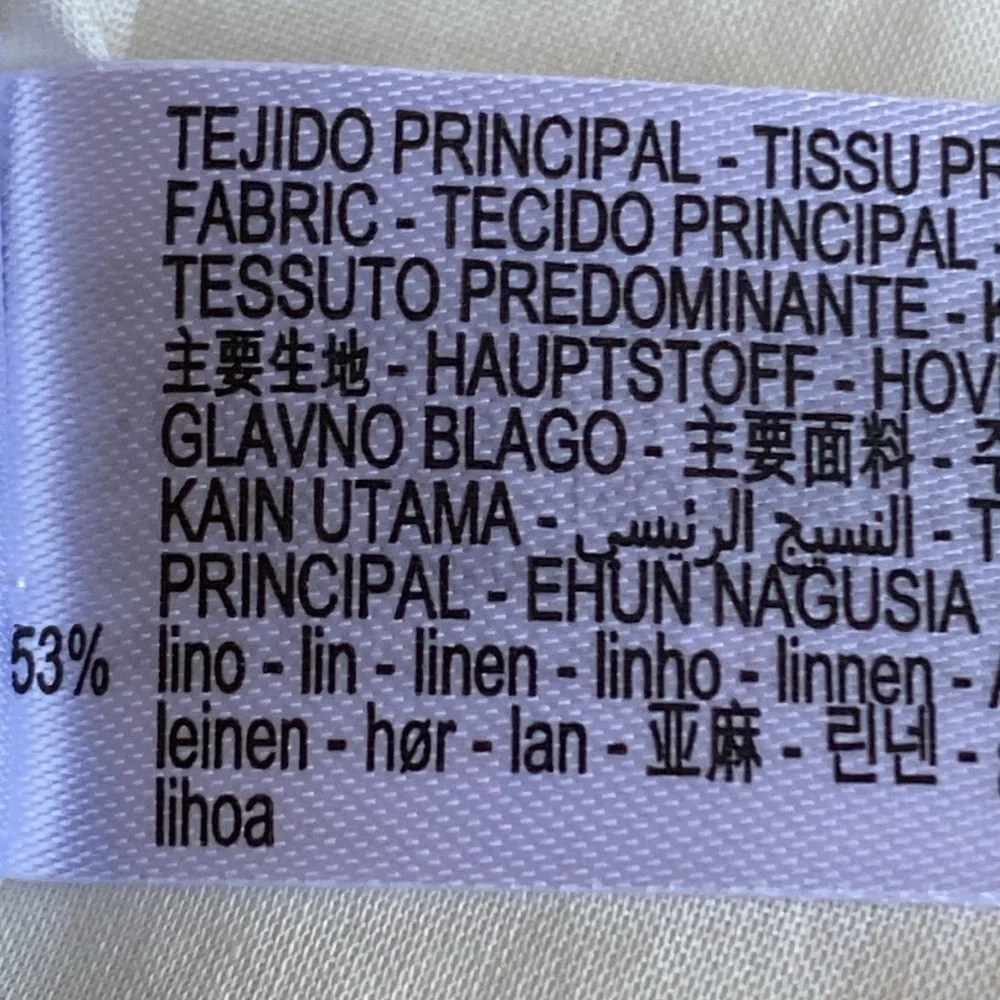 TEJIDO PRINCIPAL - TISSU PR
FABRIC - TECIDO PRINCIPAL -
TESSUTO PREDOMINANTE - K
主要生地 - HAUPTSTOFF - HOV
GLAVNO BLAGO - 主要面料 -
KAIN UTAMA - النسيج الرئيسي - T
PRINCIPAL - EHUN NAGUSIA
53% lino - lin - linen - linho - linnen -
leinen - hør - lan - 亚麻 - 린넨 -
lihoa